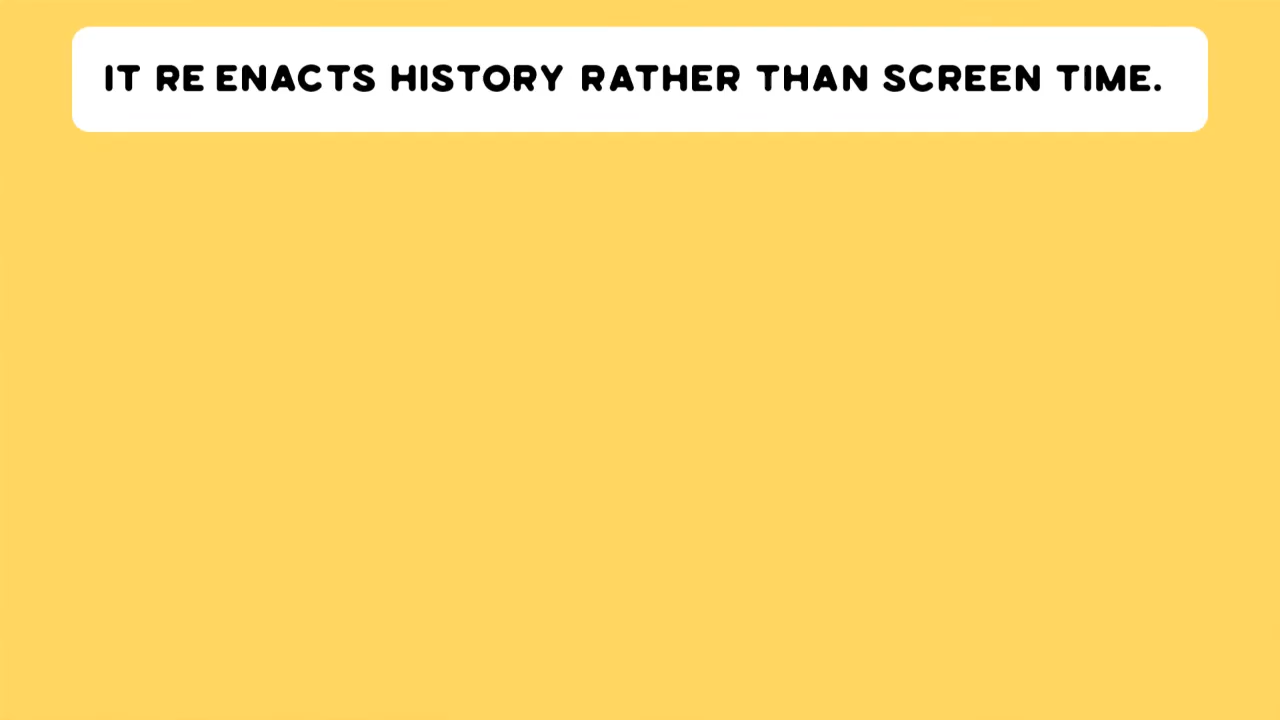 IT RE ENACTS HISTORY RATHER THAN SCREEN TIME.